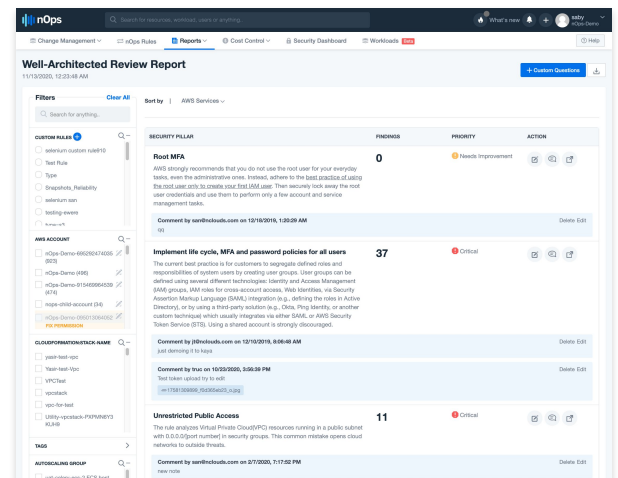 nOps
Search for resources, workload, users or anything..
What's new
saby
nOps-Demo
Change Management
nOps Rules
Reports
Cost Control
Security Dashboard
Workloads Beta
Help
Well-Architected Review Report
11/13/2020, 12:23:48 AM
+ Custom Questions
Filters
Clear All
Search for anything..
Sort by | AWS Services
CUSTOM RULES
selenium custom rule910
Test Rule
Type
Snapshots_Reliability
selenium san
testing-ewere
AWS ACCOUNT
nOps-Demo-695292474035
(923)
nOps-Demo (496)
nOps-Demo-915469964539
(474)
nops-child-account (34)
FIX PERMISSION
CLOUDFORMATION-STACK-NAME
yasir-test-vpc
Yasir-Test-Vpc
VPCTest
vpcstack
vpc-for-test
Utility-vpcstack-PXPMN6Y3
KUH9
TAGS
AUTOSCALING GROUP
SECURITY PILLAR
FINDINGS
PRIORITY
ACTION
Root MFA
0
Needs Improvement
AWS strongly recommends that you do not use the root user for your everyday
tasks, even the administrative ones. Instead, adhere to the best practice of using
the root user only to create your first IAM user. Then securely lock away the root
user credentials and use them to perform only a few account and service
management tasks.
Comment by san@nclouds.com on 12/18/2019, 1:20:29 AM
Delete Edit
qq
Implement life cycle, MFA and password policies for all users
37
Critical
The current best practice is for customers to segregate defined roles and
responsibilities of system users by creating user groups. User groups can be
defined using several different technologies: Identity and Access Management
(IAM) groups, IAM roles for cross-account access, Web Identities, via Security
Assertion Markup Language (SAML) integration (e.g., defining the roles in Active
Directory), or by using a third-party solution (e.g., Okta, Ping Identity, or another
custom technique) which usually integrates via either SAML or AWS Security
Token Service (STS). Using a shared account is strongly discouraged.
Comment by jt@nclouds.com on 12/10/2019, 8:06:48 AM
Delete Edit
just demoing it to kaya
Comment by truc on 10/23/2020, 3:56:39 PM
Delete Edit
Test token upload try to edit
Unrestricted Public Access
11
Critical
The rule analyzes Virtual Private Cloud(VPC) resources running in a public subnet
with 0.0.0.0/[port number] in security groups. This common mistake opens cloud
networks to outside threats.
Comment by san@nclouds.com on 2/7/2020, 7:17:52 PM
Delete Edit
new note